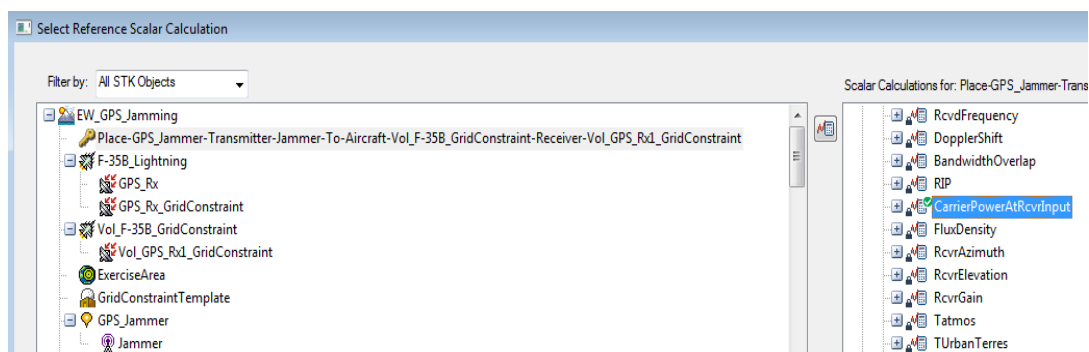 Select Reference Scalar Calculation
Filter by: All STK Objects
EW_GPS_Jamming
Place-GPS_Jammer-Transmitter-Jammer-To-Aircraft-Vol_F-35B_GridConstraint-Receiver-Vol_GPS_Rx1_GridConstraint
F-35B_Lightning
GPS_Rx
GPS_Rx_GridConstraint
Vol_F-35B_GridConstraint
Vol_GPS_Rx1_GridConstraint
ExerciseArea
GridConstraintTemplate
GPS_Jammer
Jammer
Scalar Calculations for: Place-GPS_Jammer-Trans
RcvdFrequency
DopplerShift
BandwidthOverlap
RIP
CarrierPowerAtRcvrInput
FluxDensity
RcvrAzimuth
RcvrElevation
RcvrGain
Tatmos
TUrbanTerres